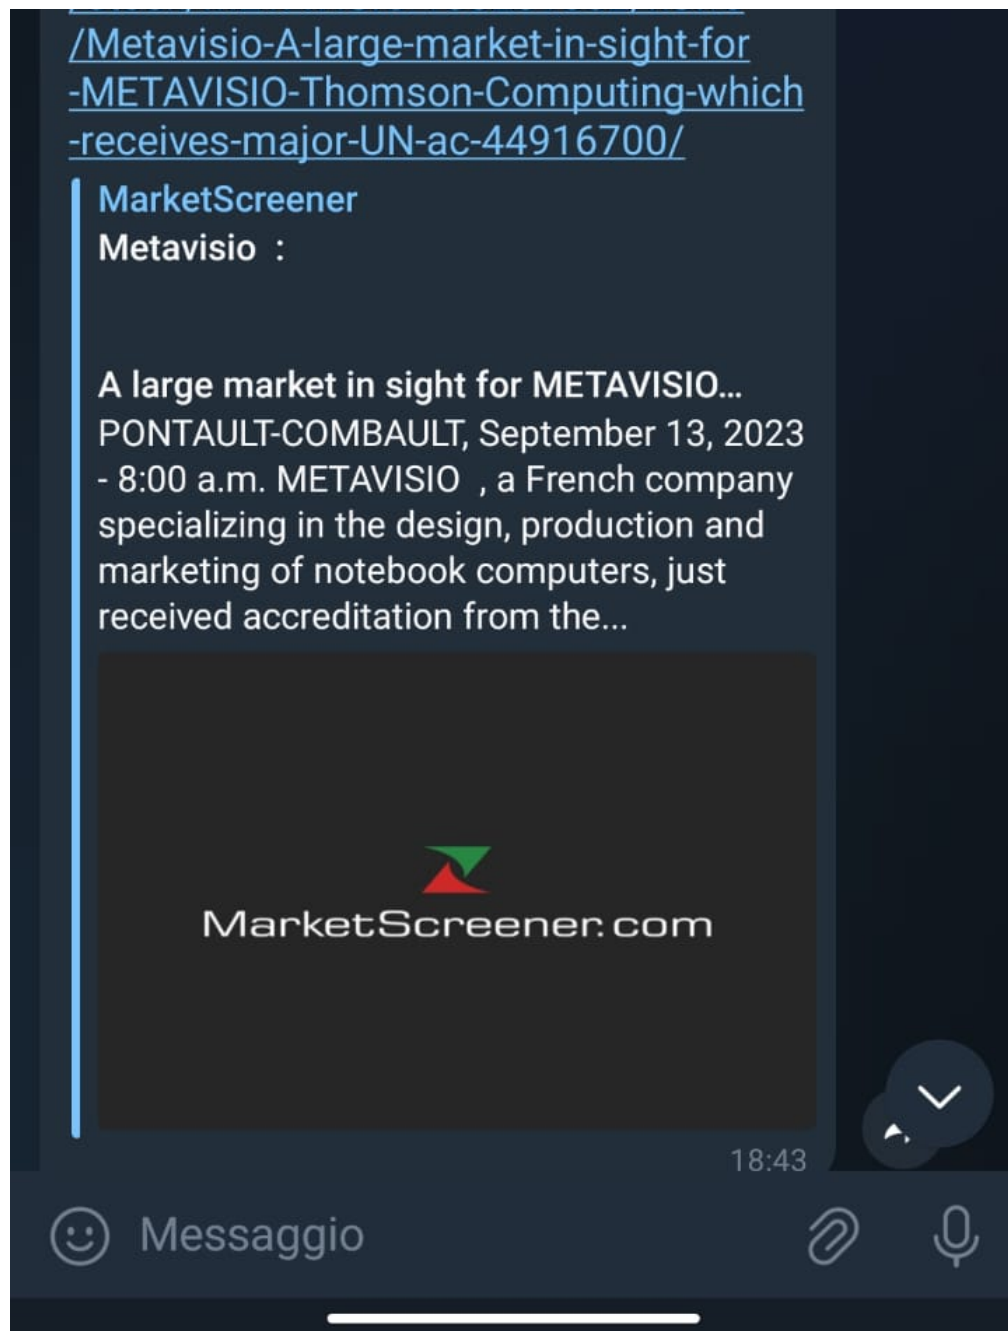 /Metavisio-A-large-market-in-sight-for
-METAVISIO-Thomson-Computing-which
-receives-major-UN-ac-44916700/
MarketScreener
Metavisio :
A large market in sight for METAVISIO...
PONTAULT-COMBAULT, September 13, 2023
- 8:00 a.m. METAVISIO , a French company
specializing in the design, production and
marketing of notebook computers, just
received accreditation from the...
MarketScreener.com
18:43
Messaggio